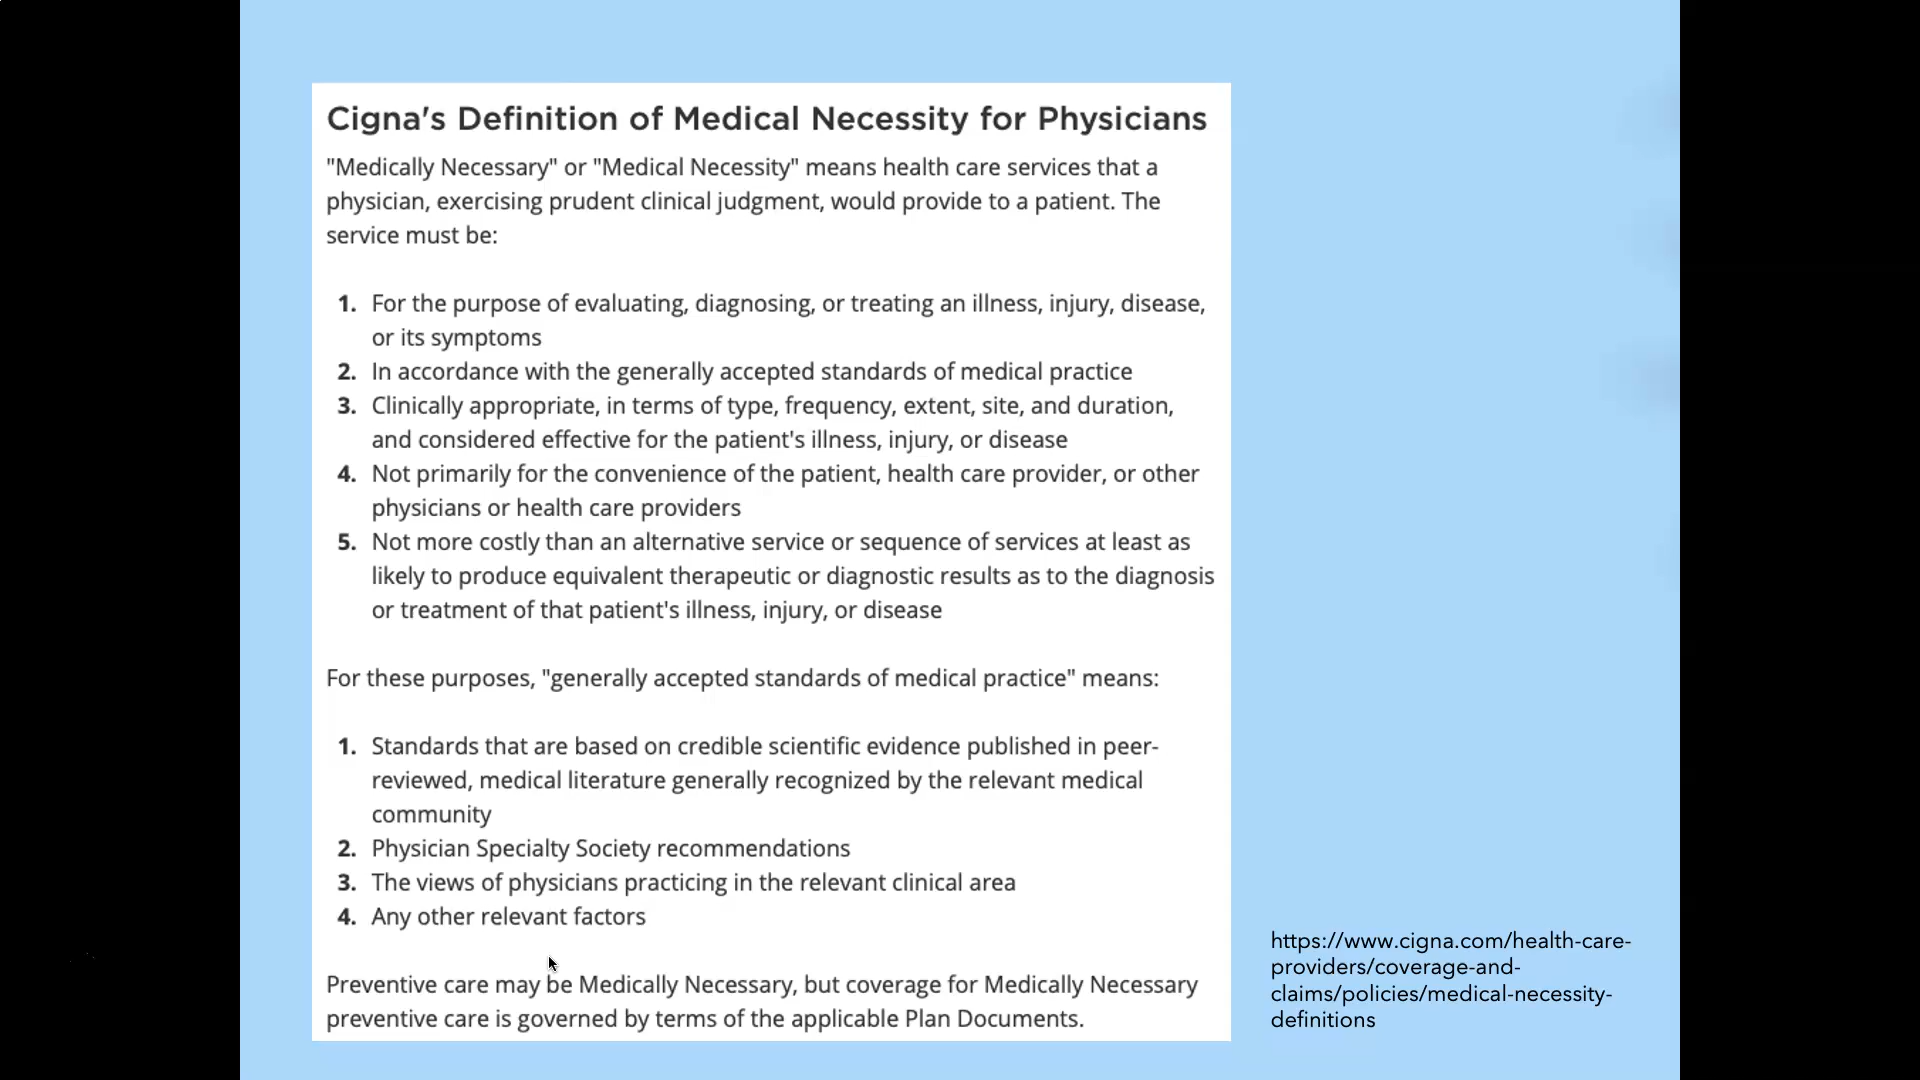 Cigna's Definition of Medical Necessity for Physicians
"Medically Necessary" or "Medical Necessity" means health care services that a
physician, exercising prudent clinical judgment, would provide to a patient. The
service must be:
1. For the purpose of evaluating, diagnosing, or treating an illness, injury, disease,
or its symptoms
2. In accordance with the generally accepted standards of medical practice
3. Clinically appropriate, in terms of type, frequency, extent, site, and duration,
and considered effective for the patient's illness, injury, or disease
4. Not primarily for the convenience of the patient, health care provider, or other
physicians or health care providers
5. Not more costly than an alternative service or sequence of services at least as
likely to produce equivalent therapeutic or diagnostic results as to the diagnosis
or treatment of that patient's illness, injury, or disease
For these purposes, "generally accepted standards of medical practice" means:
1. Standards that are based on credible scientific evidence published in peer-
reviewed, medical literature generally recognized by the relevant medical
community
2. Physician Specialty Society recommendations
3. The views of physicians practicing in the relevant clinical area
4. Any other relevant factors
Preventive care may be Medically Necessary, but coverage for Medically Necessary
preventive care is governed by terms of the applicable Plan Documents.
https://www.cigna.com/health-care-
providers/coverage-and-
claims/policies/medical-necessity-
definitions